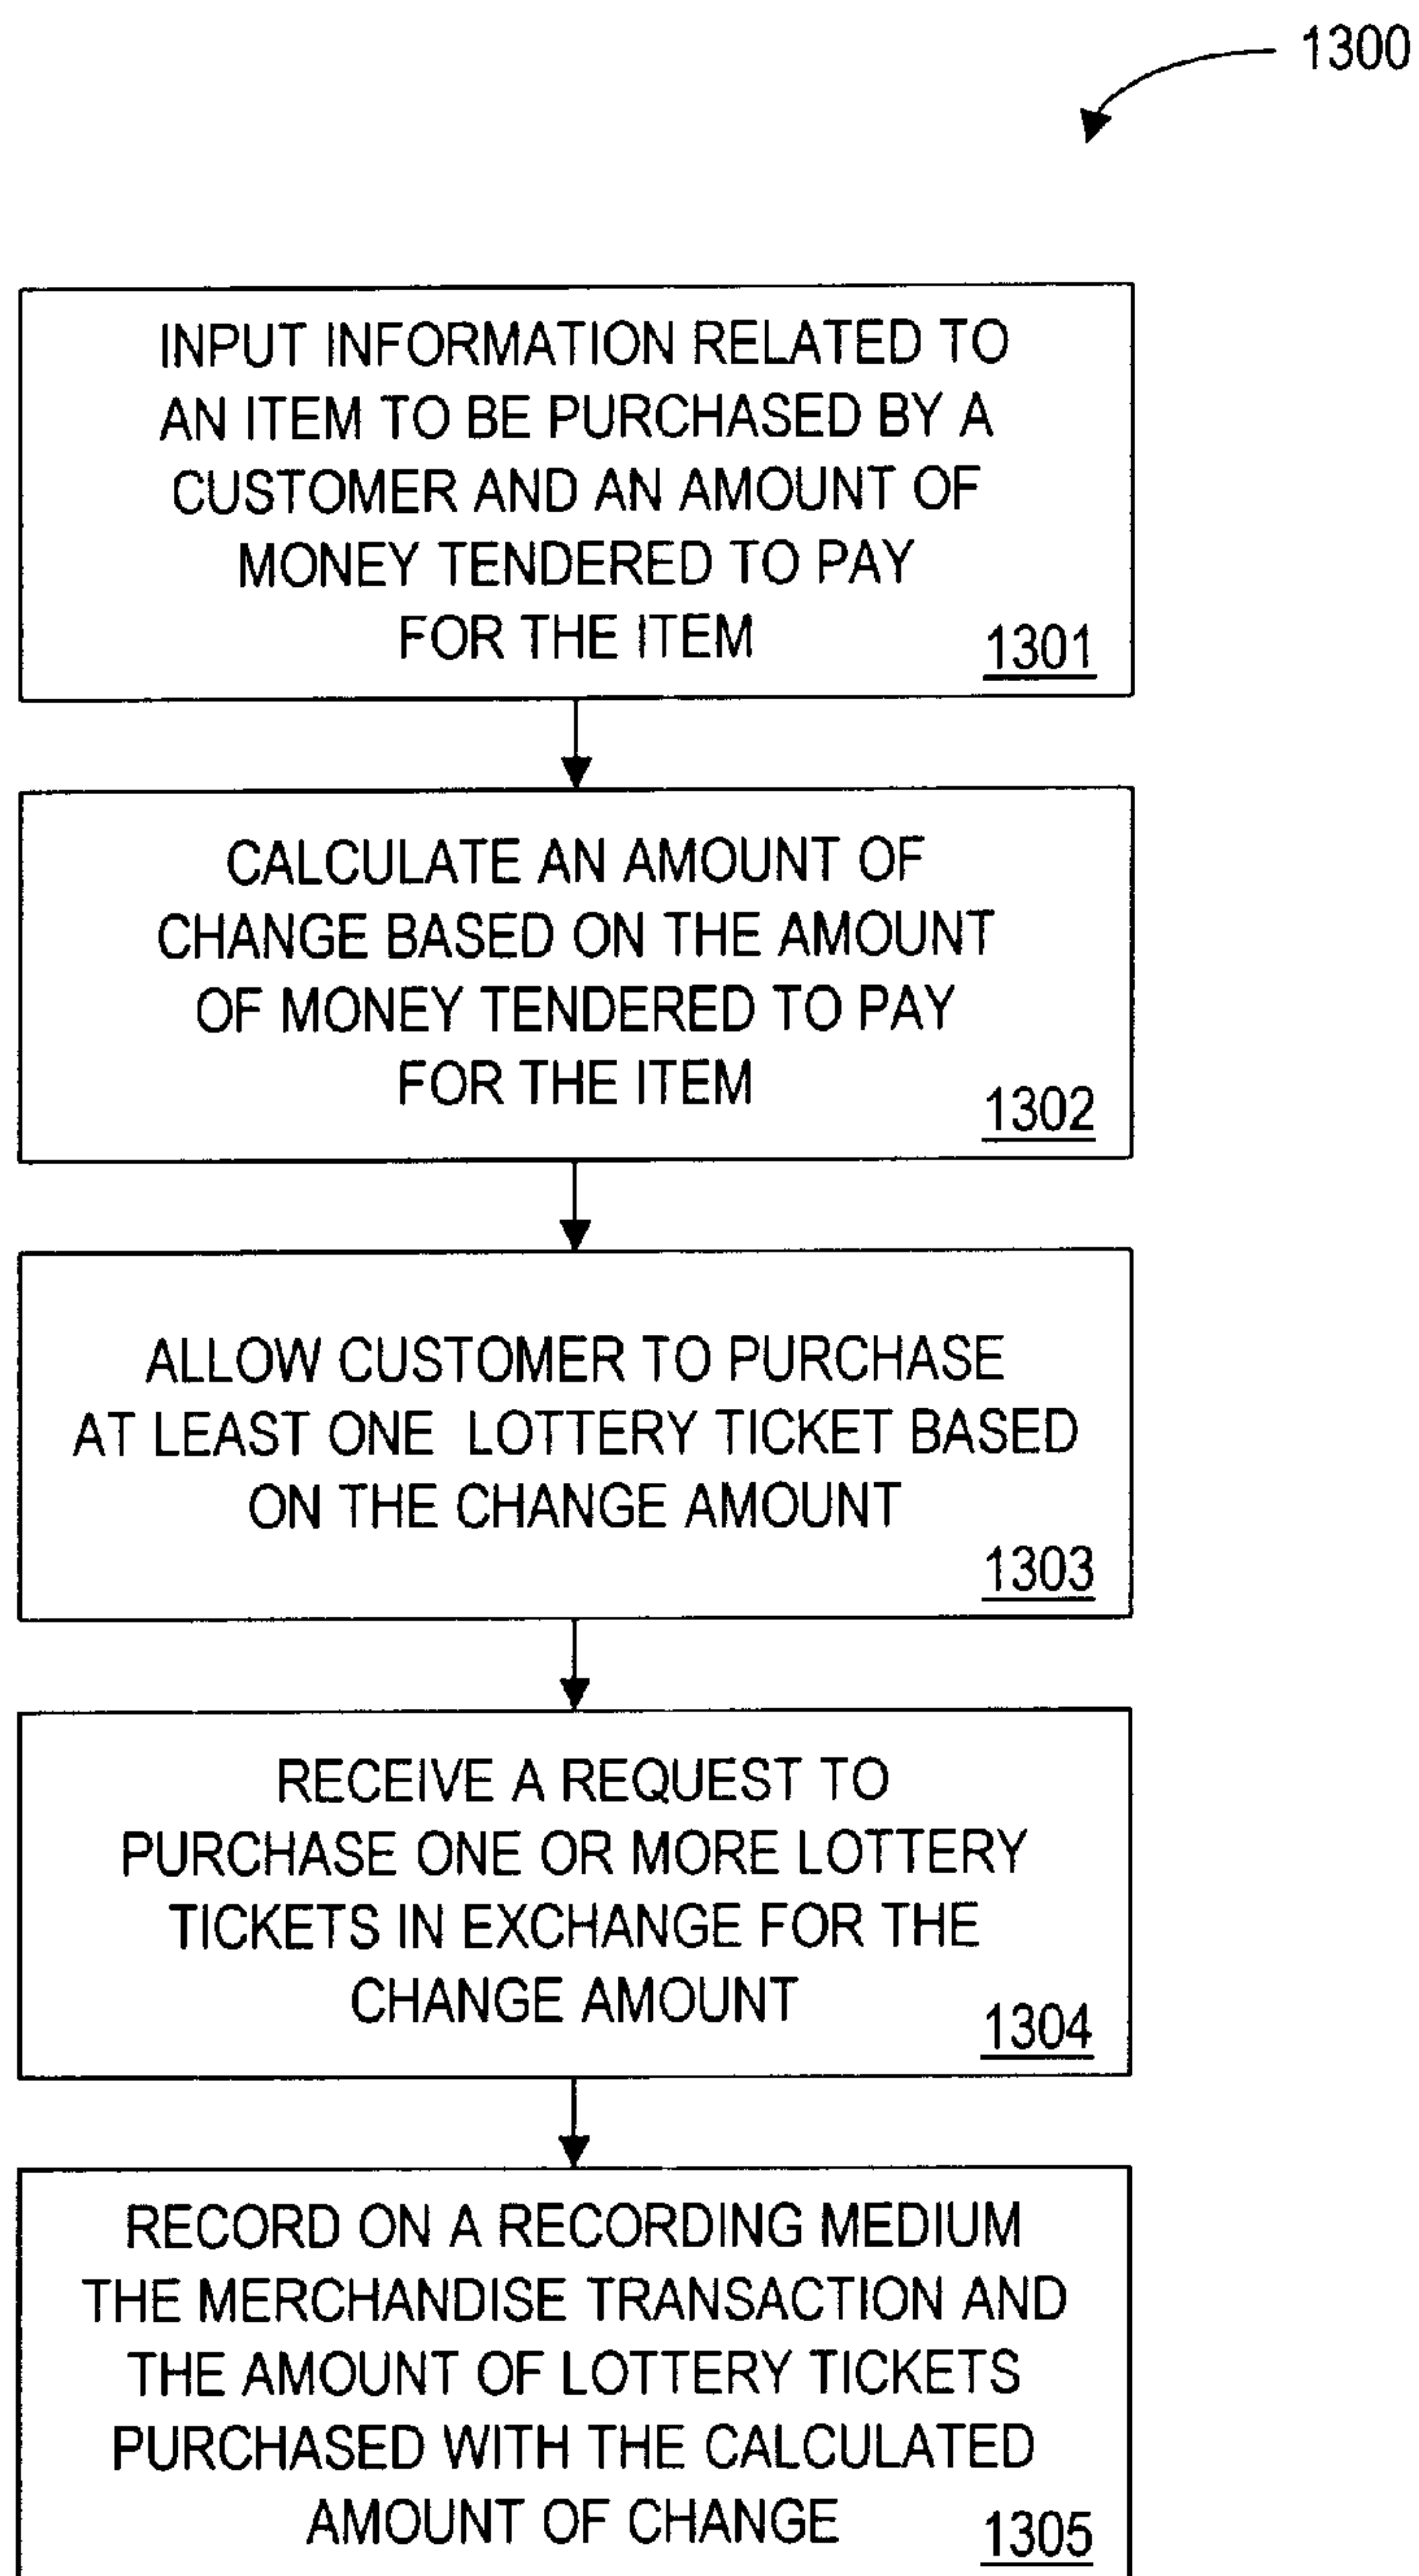 1300
INPUT INFORMATION RELATED TO
AN ITEM TO BE PURCHASED BY A
CUSTOMER AND AN AMOUNT OF
MONEY TENDERED TO PAY
FOR THE ITEM
1301
CALCULATE AN AMOUNT OF
CHANGE BASED ON THE AMOUNT
OF MONEY TENDERED TO PAY
FOR THE ITEM
1302
ALLOW CUSTOMER TO PURCHASE
AT LEAST ONE LOTTERY TICKET BASED
ON THE CHANGE AMOUNT
1303
RECEIVE A REQUEST TO
PURCHASE ONE OR MORE LOTTERY
TICKETS IN EXCHANGE FOR THE
CHANGE AMOUNT
1304
RECORD ON A RECORDING MEDIUM
THE MERCHANDISE TRANSACTION AND
THE AMOUNT OF LOTTERY TICKETS
PURCHASED WITH THE CALCULATED
AMOUNT OF CHANGE
1305